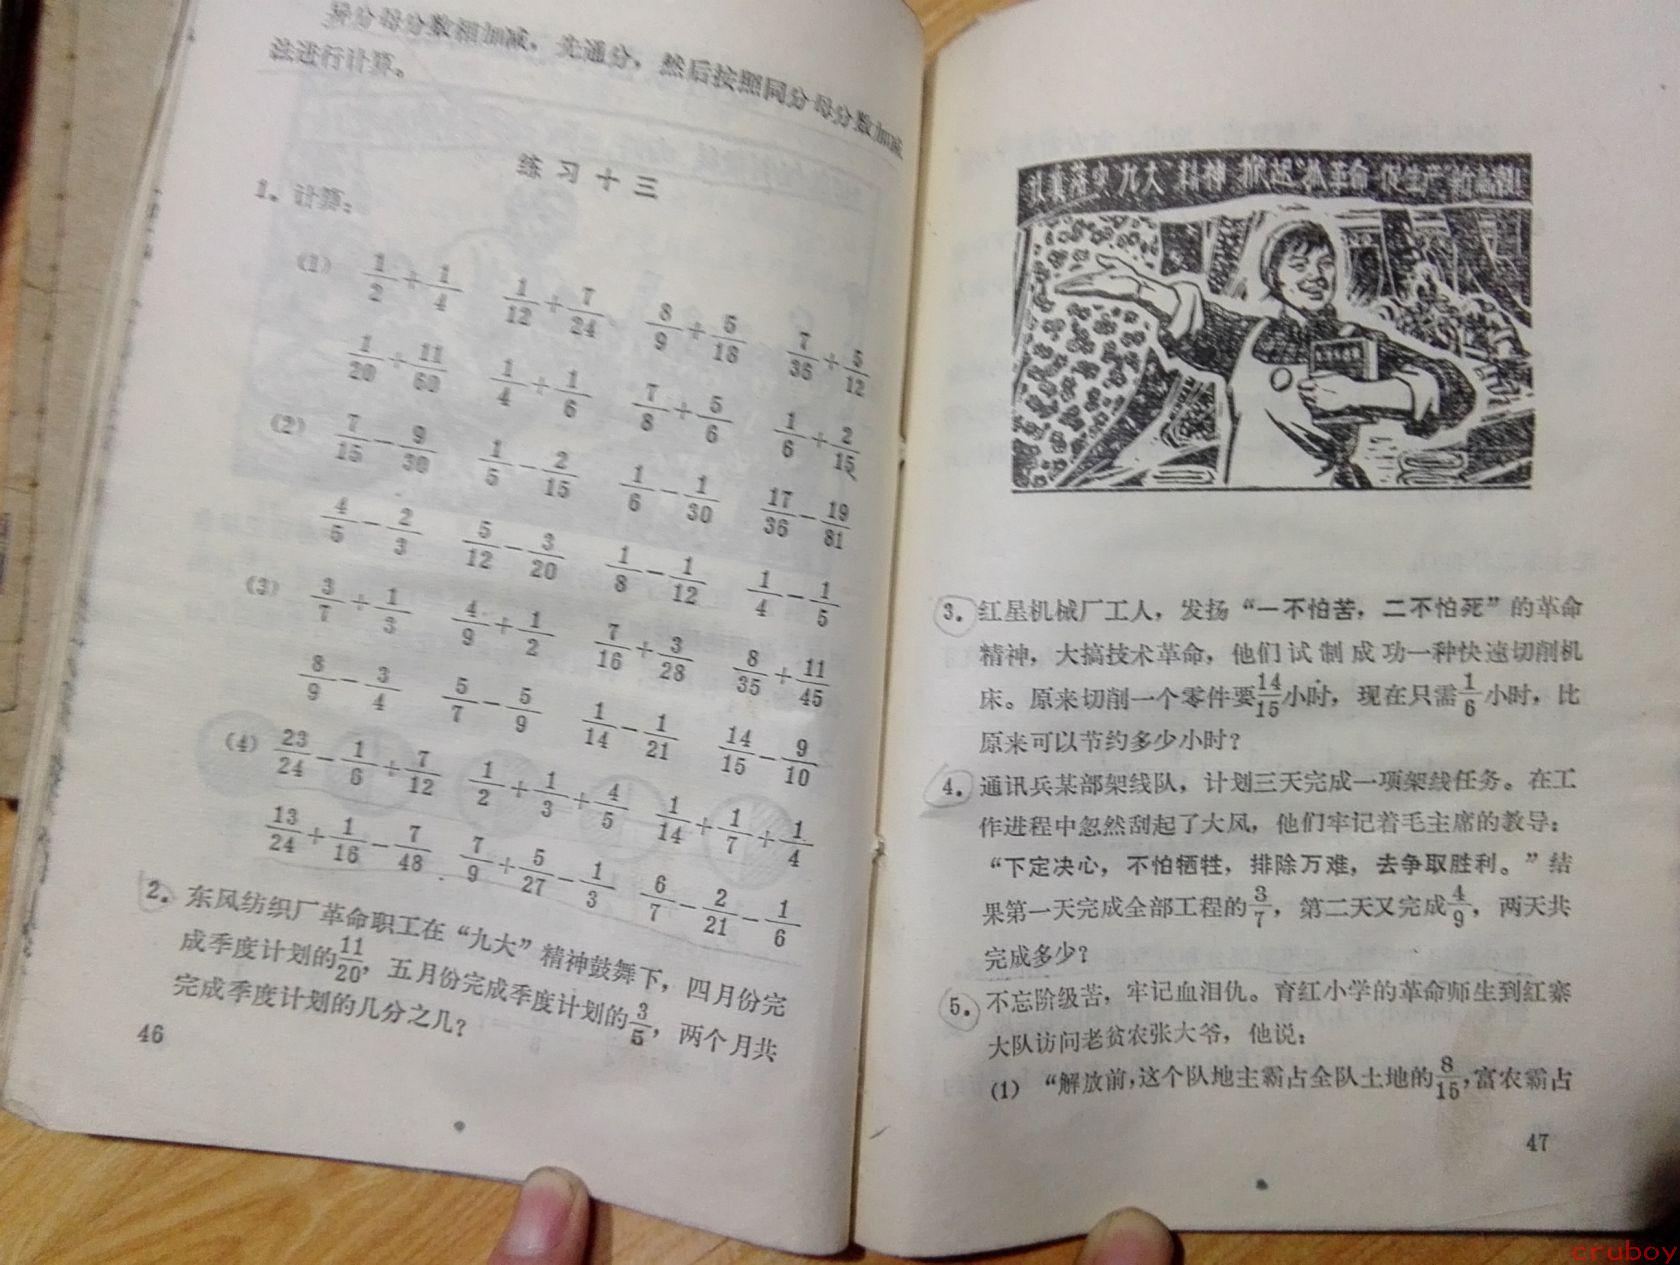 异分母分数相加减，先通分，然后按照同分母分数加减
法进行计算。
练习十三
1. 计算：
(1) 1/2+1/4 1/12+7/24 8/9+5/18 7/36+5/12
1/20+11/60 1/4+1/6 7/8+5/6 1/6+2/15
(2) 7/15-9/30 1/5-2/15 1/6-1/30 17/36-19/81
4/5-2/3 5/12-3/20 1/8-1/12 1/4-1/5
(3) 3/7+1/3 4/9+1/2 7/16+3/28 8/35+11/45
8/9-3/4 5/7-5/9 1/14-1/21 14/15-9/10
(4) 23/24-1/6+7/12 1/2+1/3+4/5 1/14+1/7+1/4
13/24+1/16-7/48 7/9+5/27-1/3 6/7-2/21-1/6
2. 东风纺织厂革命职工在“九大”精神鼓舞下，四月份完
成季度计划的11/20，五月份完成季度计划的3/5，两个月共
完成季度计划的几分之几？
46
认真落实“九大”精神 掀起“抓革命 促生产”新高潮！
3. 红星机械厂工人，发扬“一不怕苦，二不怕死”的革命
精神，大搞技术革命，他们试制成功一种快速切削机
床。原来切削一个零件要14/15小时，现在只需1/6小时，比
原来可以节约多少小时？
4. 通讯兵某部架线队，计划三天完成一项架线任务。在工
作进程中忽然刮起了大风，他们牢记着毛主席的教导：
“下定决心，不怕牺牲，排除万难，去争取胜利。”结
果第一天完成全部工程的3/7，第二天又完成4/9，两天共
完成多少？
5. 不忘阶级苦，牢记血泪仇。育红小学的革命师生到红寨
大队访问老贫农张大爷，他说：
(1) “解放前，这个队地主霸占全队土地的8/15，富农霸占
47
cruboy